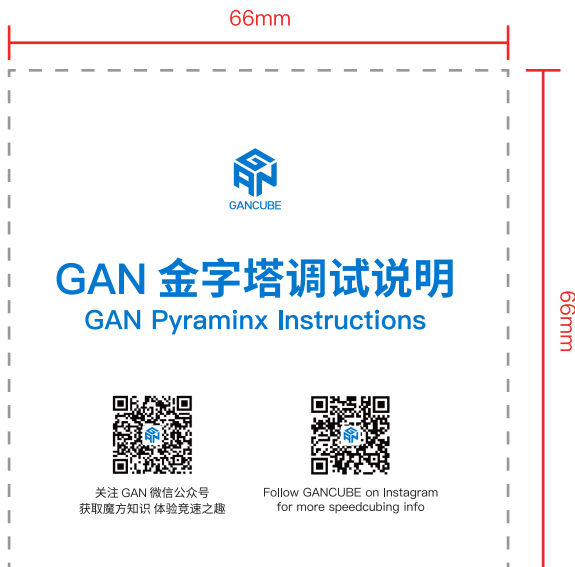 66mm
GAN
GANCUBE
GAN 金字塔调试说明
GAN Pyraminx Instructions
66mm
关注 GAN 微信公众号
获取魔方知识 体验竞速之趣
Follow GANCUBE on Instagram
for more speedcubing info